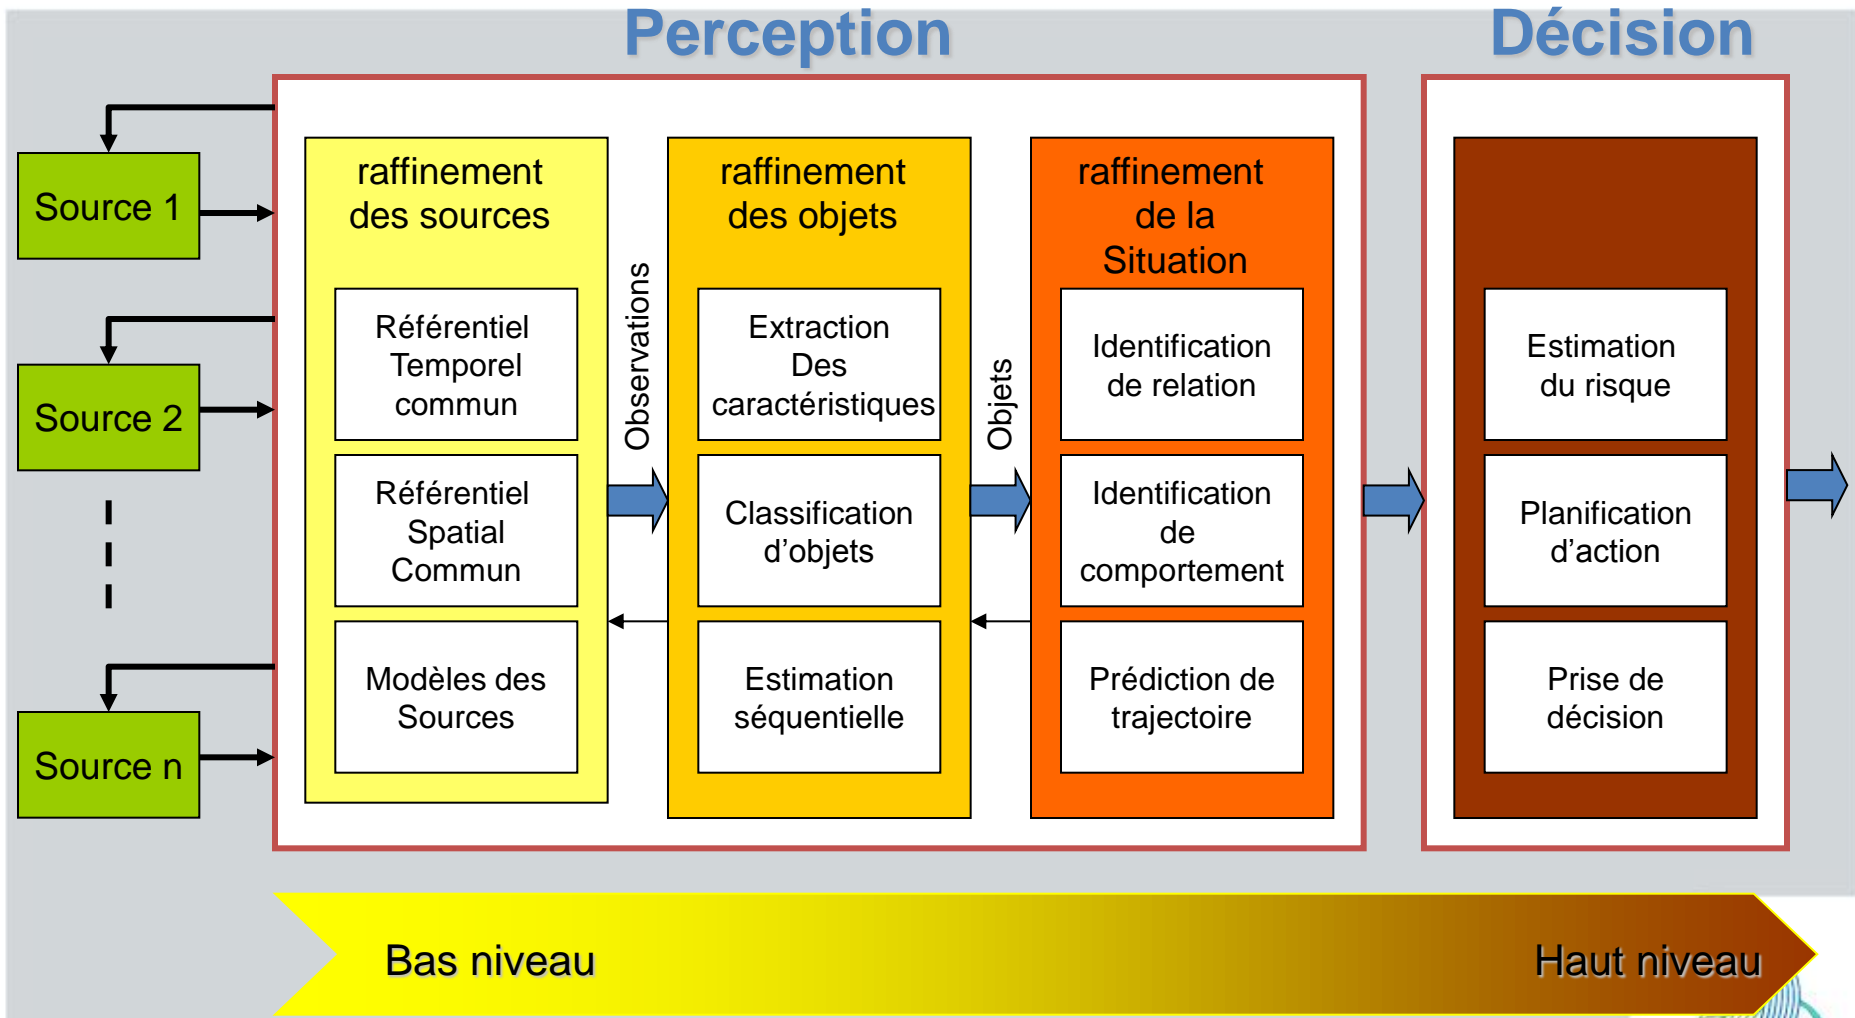 Perception
Décision
Source 1
Source 2
Source n
raffinement
des sources
Référentiel
Temporel
commun
Référentiel
Spatial
Commun
Modèles des
Sources
Observations
raffinement
des objets
Extraction
Des
caractéristiques
Classification
d’objets
Estimation
séquentielle
Objets
raffinement
de la
Situation
Identification
de relation
Identification
de
comportement
Prédiction de
trajectoire
Estimation
du risque
Planification
d’action
Prise de
décision
Bas niveau
Haut niveau